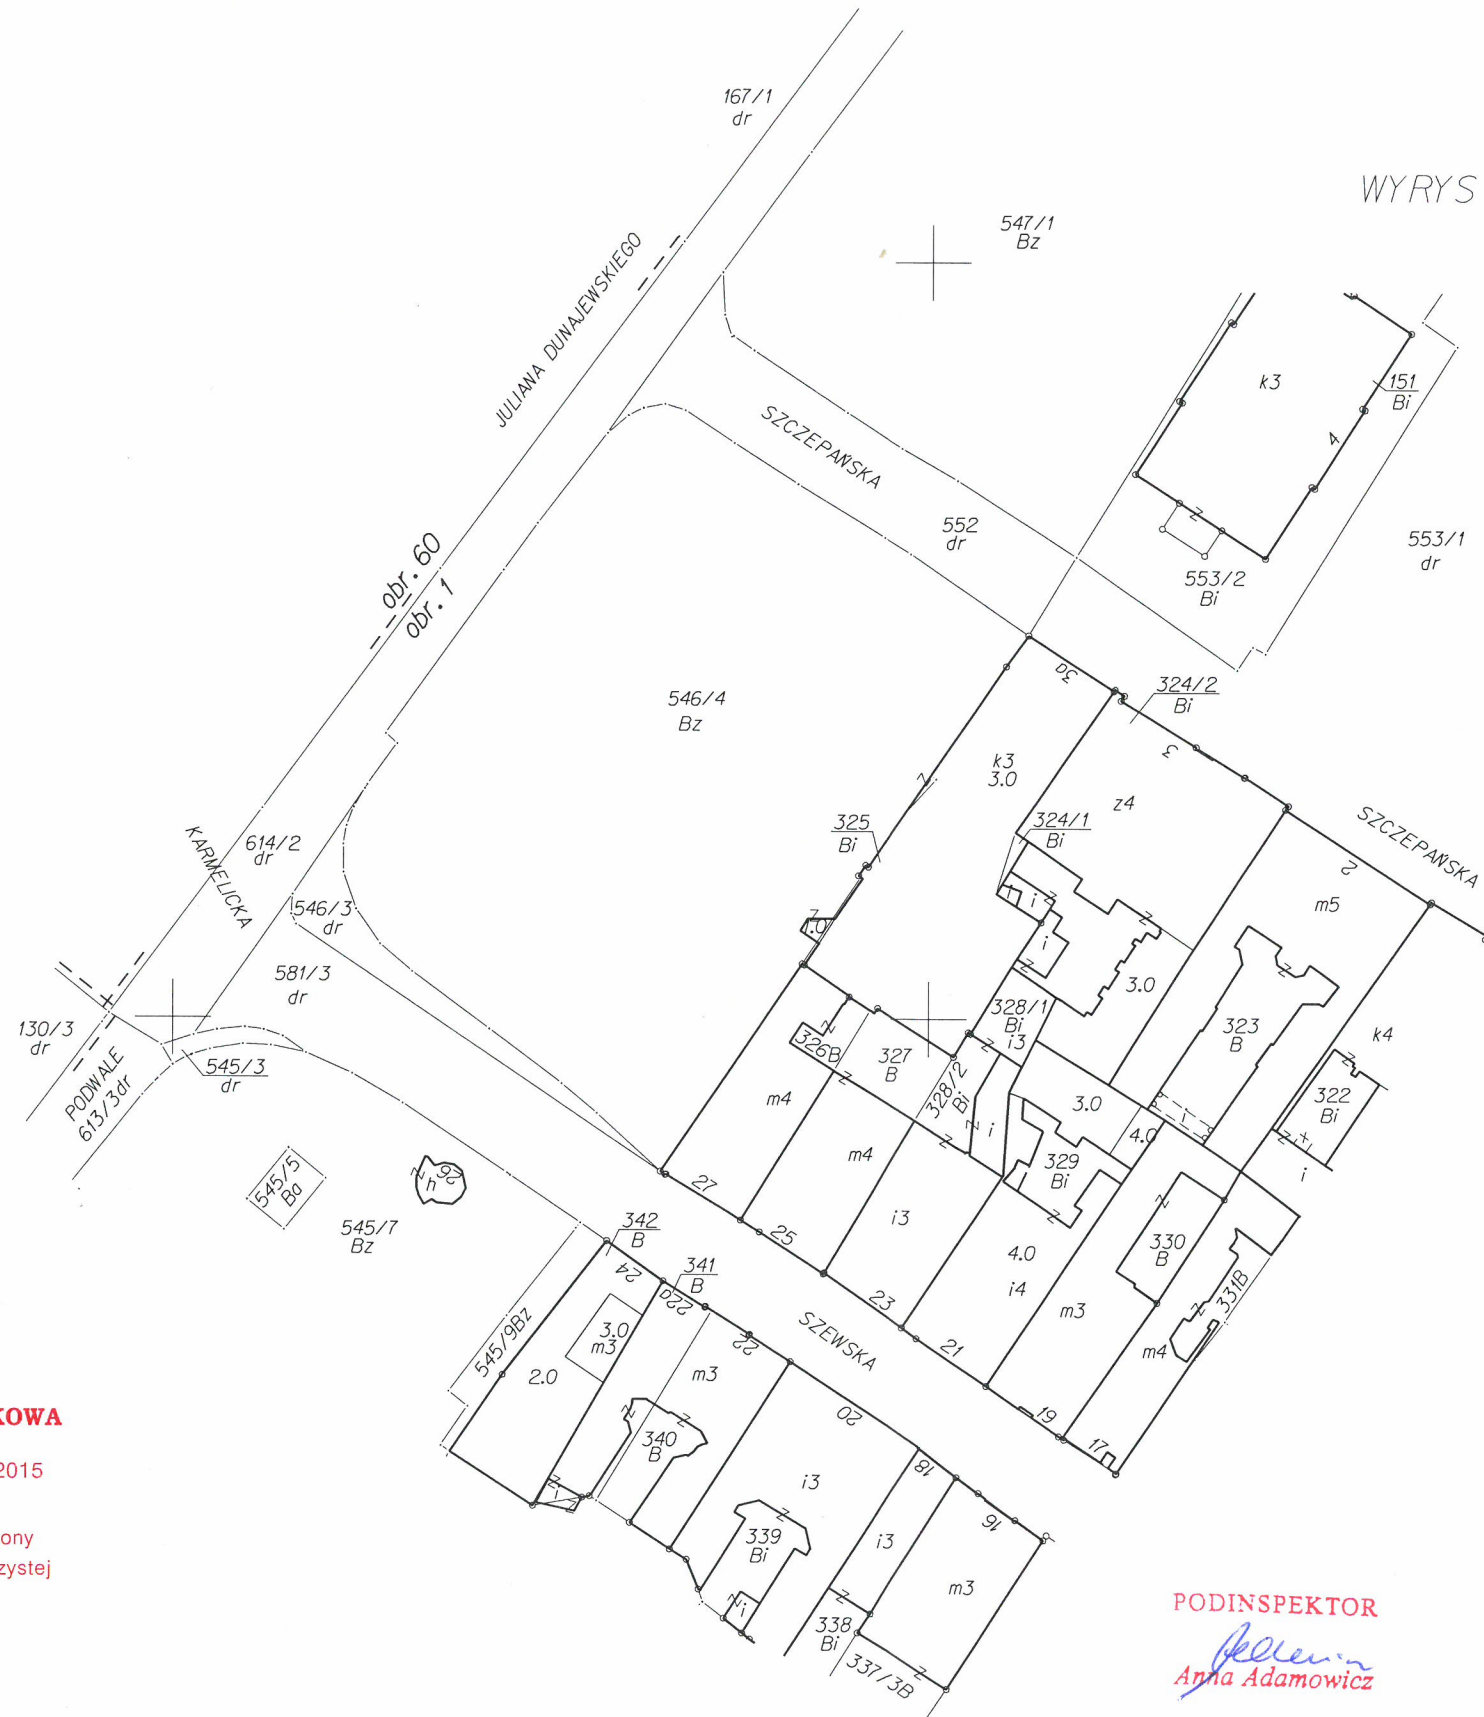 167/1
dr
WYRYS
547/1
Bz
JULIANA DUNAJEWSKIEGO
k3
151
Bi
4
SZCZEPAŃSKA
z
552
dr
553/1
dr
553/2
Bi
obr. 60
obr. 1
3a
324/2
Bi
546/4
Bz
3
k3
3.0
z
z4
SZCZEPAŃSKA
325
Bi
324/1
Bi
2
KARMELICKA
614/2
dr
m5
546/3
dr
z
1.0
i
i
z
z
i
z
581/3
dr
3.0
z
130/3
dr
328/1
Bi
i3
323
B
k4
PODWALE
613/3dr
545/3
dr
z
326B
327
B
z
328/2
Bi
z
322
Bi
m4
z
z
i
3.0
i
4.0
z
i
545/5
Ba
z
26
m4
z
329
Bi
z
i
27
z
545/7
Bz
342
B
25
i3
330
B
4.0
i4
331B
24
341
B
22a
23
m3
z
545/9Bz
3.0
m3
22
SZEWSKA
21
m4
2.0
m3
z
z
20
19
17
340
B
18
z
i
z
i3
16
KOWA
2015
339
Bi
z
i3
m3
ony
zystej
z
i
z
338
Bi
337/3B
z
PODINSPEKTOR
Anna Adamowicz